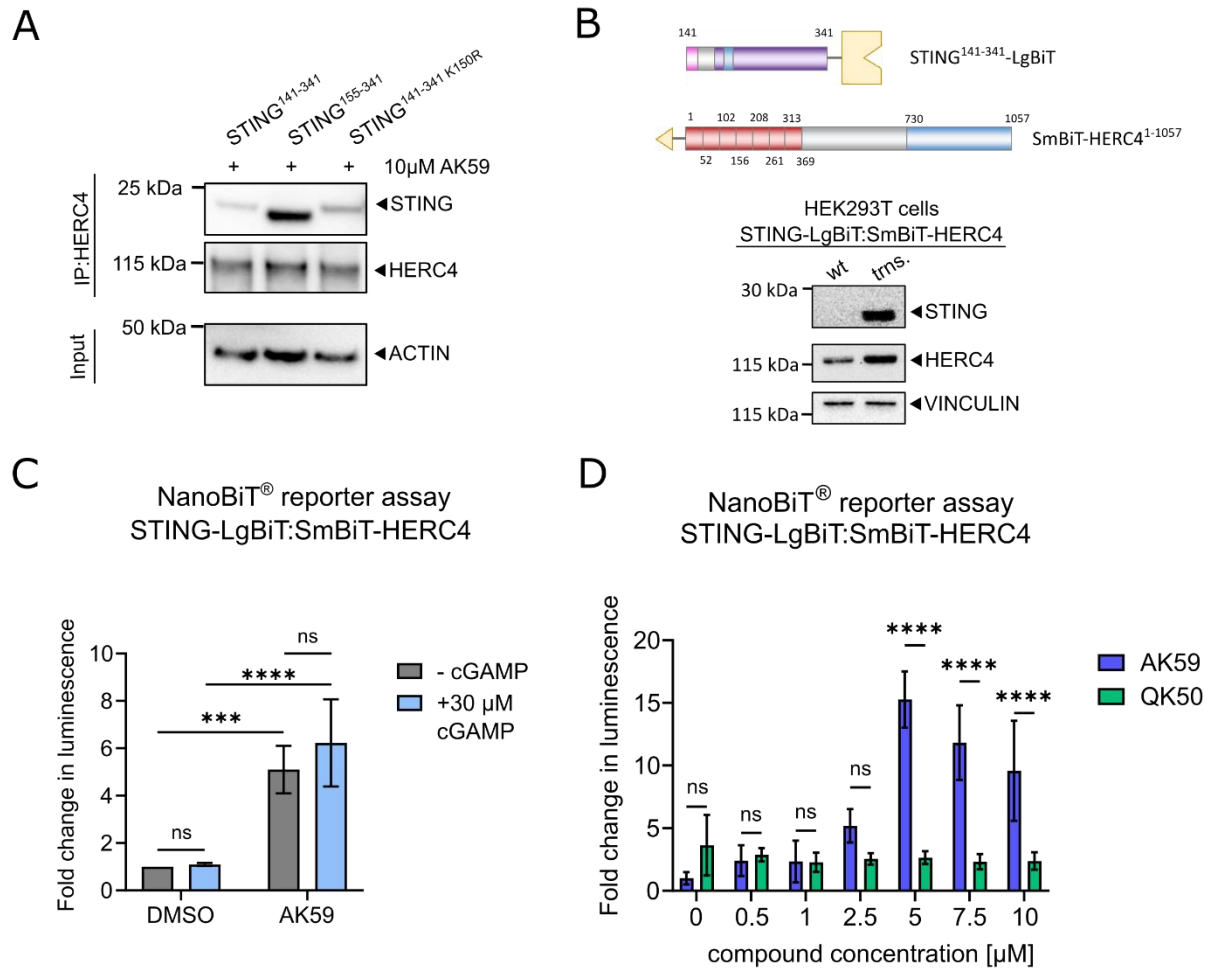 A
STING141-341
STING155-341
STING141-341 K150R
+ + + 10µM AK59
IP:HERC4
25 kDa
STING
115 kDa
HERC4
Input
50 kDa
ACTIN
B
141 341
STING141-341-LgBiT
1 102 208 313 730 1057
52 156 261 369
SmBiT-HERC41-1057
HEK293T cells
STING-LgBiT:SmBiT-HERC4
wt trns.
30 kDa
STING
115 kDa
HERC4
115 kDa
VINCULIN
C
NanoBiT® reporter assay
STING-LgBiT:SmBiT-HERC4
Fold change in luminescence
10
8
6
4
2
0
ns
***
****
ns
DMSO AK59
- cGAMP
+30 µM
cGAMP
D
NanoBiT® reporter assay
STING-LgBiT:SmBiT-HERC4
Fold change in luminescence
20
15
10
5
0
ns ns ns ns **** **** ****
0 0.5 1 2.5 5 7.5 10
compound concentration [µM]
AK59
QK50